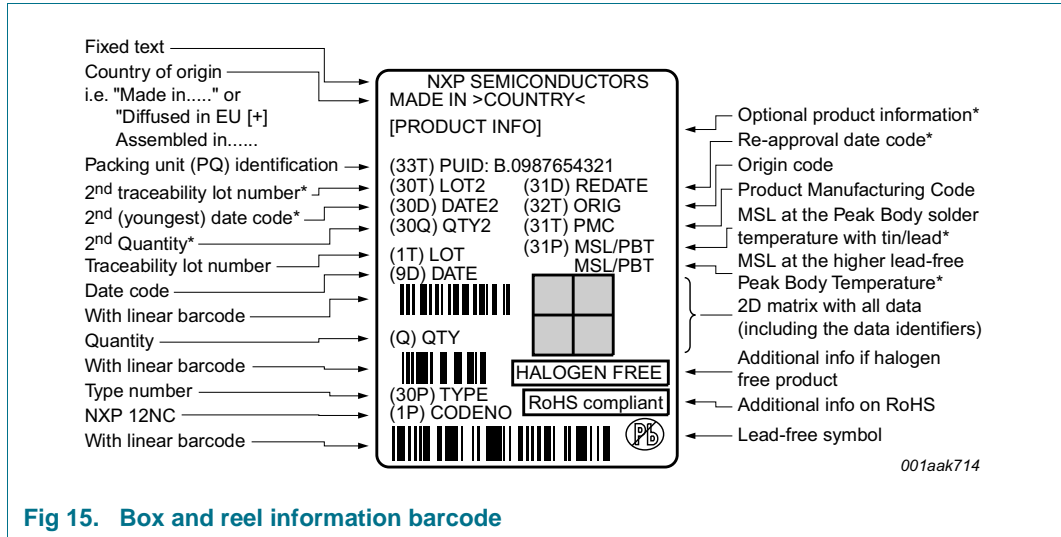 Fixed text
Country of origin
i.e. "Made in....." or
"Diffused in EU [+]
Assembled in......
Packing unit (PQ) identification
2nd traceability lot number*
2nd (youngest) date code*
2nd Quantity*
Traceability lot number
Date code
With linear barcode
Quantity
With linear barcode
Type number
NXP 12NC
With linear barcode
NXP SEMICONDUCTORS
MADE IN >COUNTRY<
[PRODUCT INFO]
(33T) PUID: B.0987654321
(30T) LOT2 (31D) REDATE
(30D) DATE2 (32T) ORIG
(30Q) QTY2 (31T) PMC
(31P) MSL/PBT
(1T) LOT MSL/PBT
(9D) DATE
(Q) QTY
HALOGEN FREE
(30P) TYPE
RoHS compliant
(1P) CODENO
Pb
Optional product information*
Re-approval date code*
Origin code
Product Manufacturing Code
MSL at the Peak Body solder
temperature with tin/lead*
MSL at the higher lead-free
Peak Body Temperature*
2D matrix with all data
(including the data identifiers)
Additional info if halogen
free product
Additional info on RoHS
Lead-free symbol
001aak714
Fig 15. Box and reel information barcode